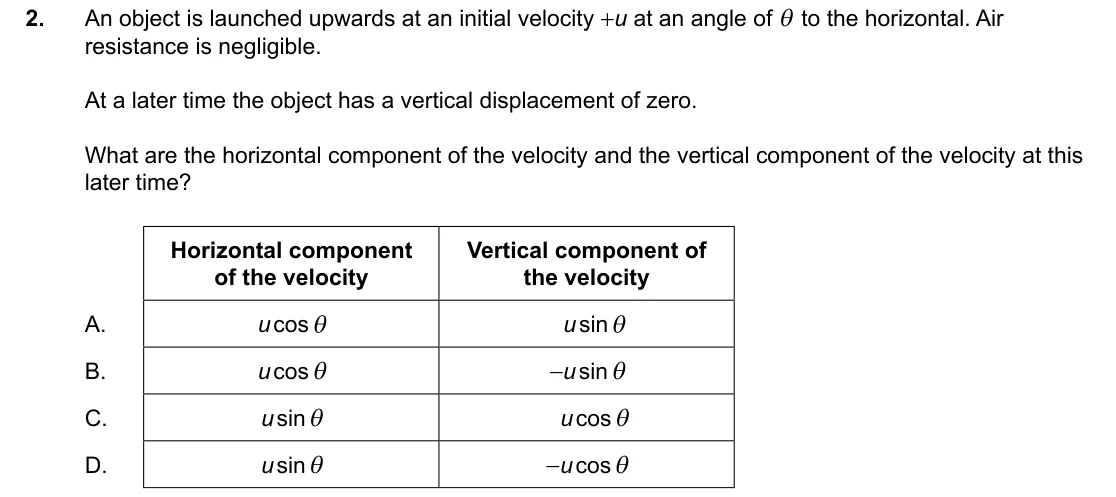 2. An object is launched upwards at an initial velocity +u at an angle of θ to the horizontal. Air
resistance is negligible.
At a later time the object has a vertical displacement of zero.
What are the horizontal component of the velocity and the vertical component of the velocity at this
later time?
Horizontal component of the velocity | Vertical component of the velocity
A. u cos θ | u sin θ
B. u cos θ | −u sin θ
C. u sin θ | u cos θ
D. u sin θ | −u cos θ